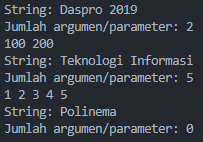 String: Daspro 2019
Jumlah argumen/parameter: 2
100 200
String: Teknologi Informasi
Jumlah argumen/parameter: 5
1 2 3 4 5
String: Polinema
Jumlah argumen/parameter: 0